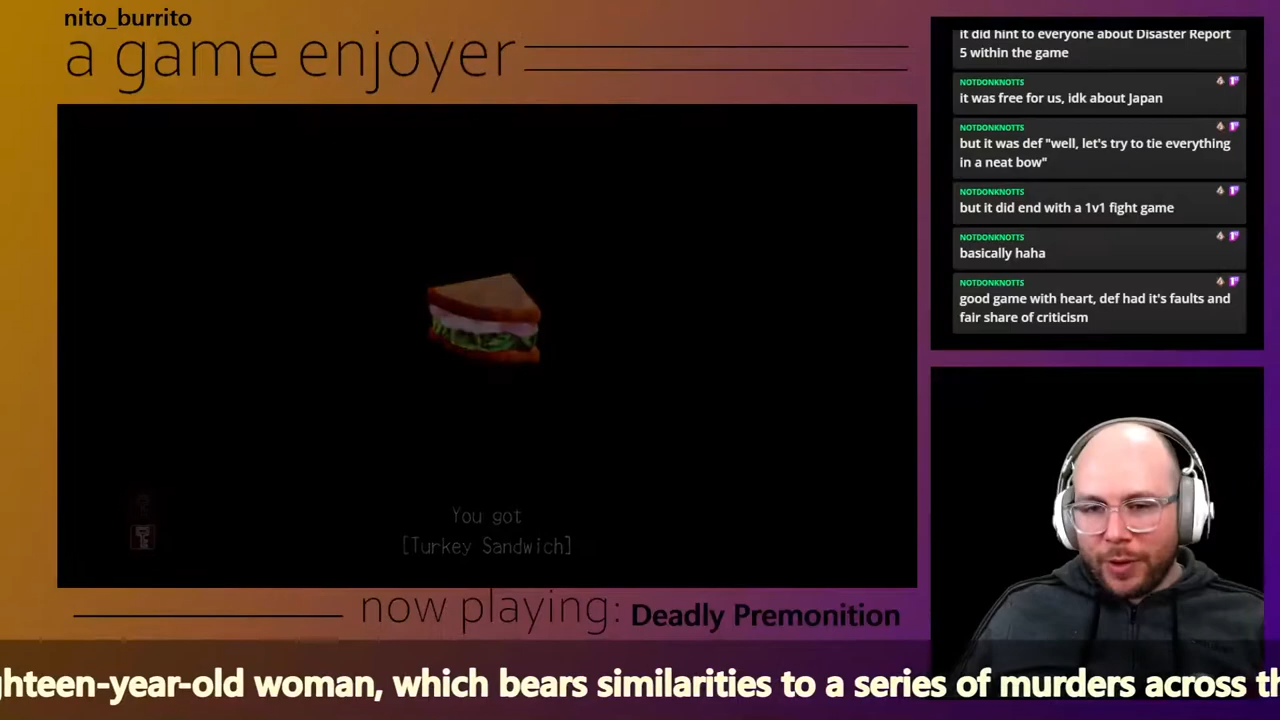 nito_burrito
a game enjoyer
it did hint to everyone about Disaster Report
5 within the game
NOTDONKNOTTS
it was free for us, idk about Japan
NOTDONKNOTTS
but it was def "well, let's try to tie everything
in a neat bow"
NOTDONKNOTTS
but it did end with a 1v1 fight game
NOTDONKNOTTS
basically haha
NOTDONKNOTTS
good game with heart, def had it's faults and
fair share of criticism
You got
[Turkey Sandwich]
now playing: Deadly Premonition
ghteen-year-old woman, which bears similarities to a series of murders across th